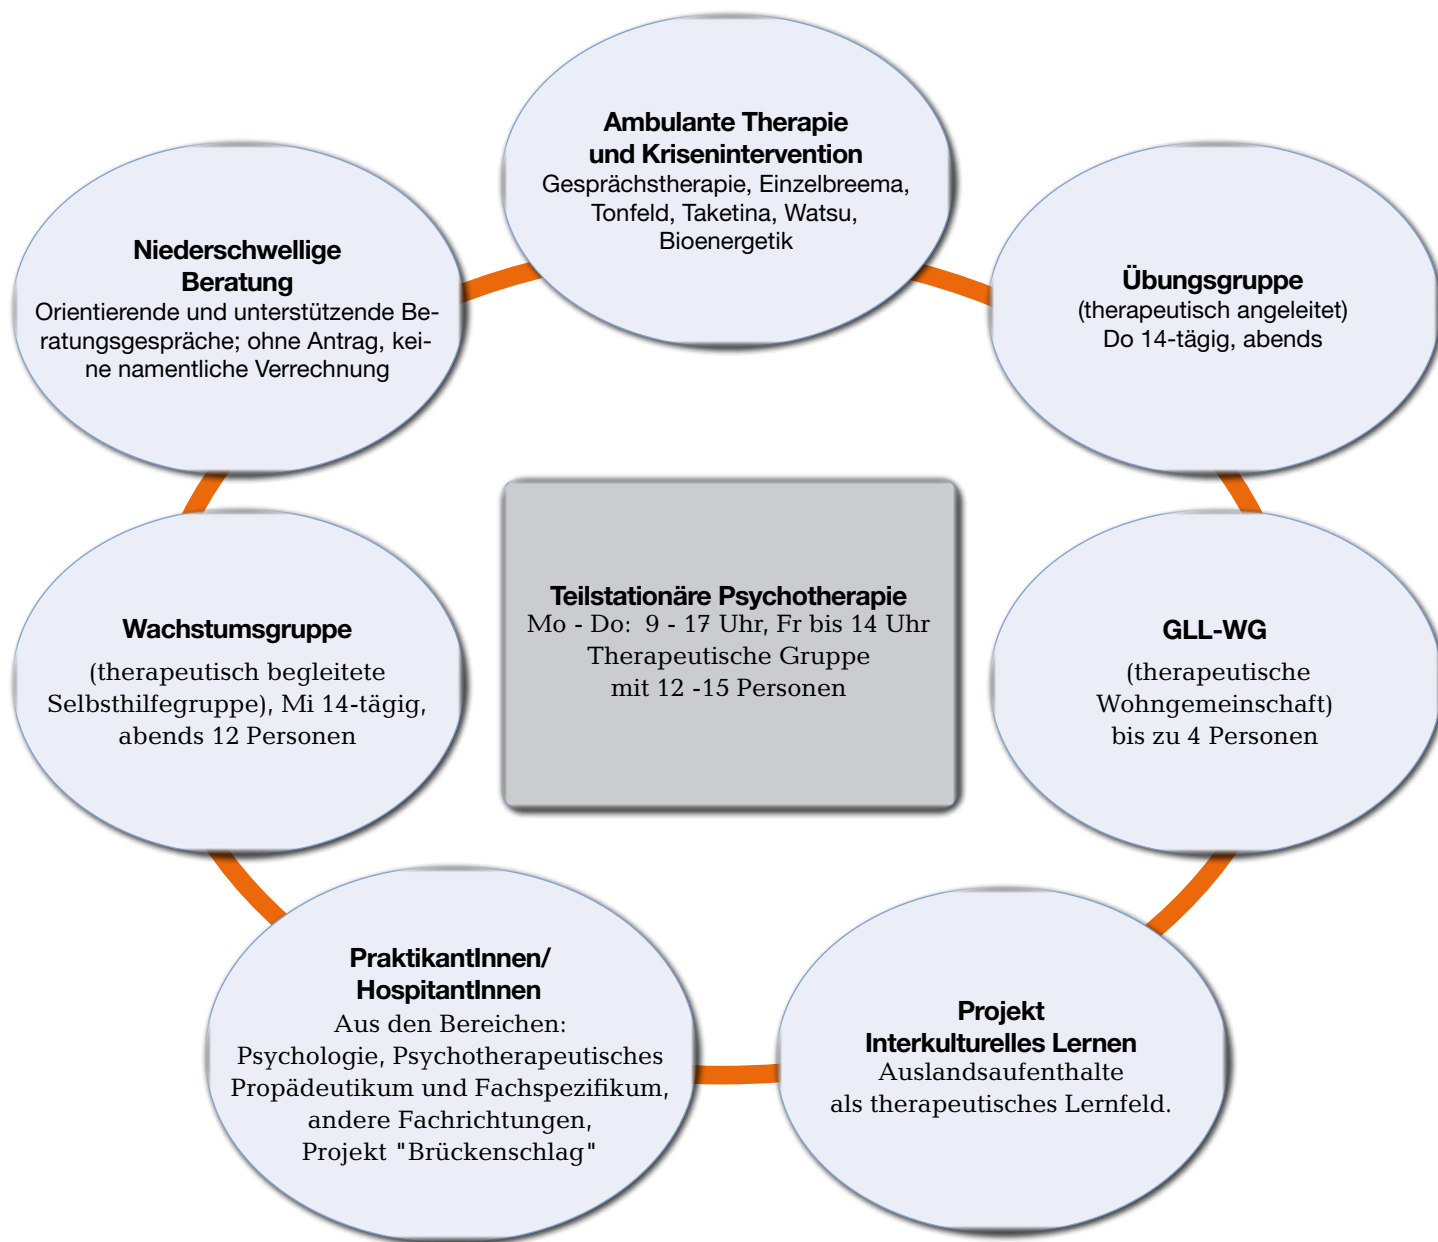 Ambulante Therapie
und Krisenintervention
Gesprächstherapie, Einzelbreema,
Tonfeld, Taketina, Watsu,
Bioenergetik
Niederschwellige
Beratung
Orientierende und unterstützende Be-
ratungsgespräche; ohne Antrag, kei-
ne namentliche Verrechnung
Übungsgruppe
(therapeutisch angeleitet)
Do 14-tägig, abends
Teilstationäre Psychotherapie
Mo - Do:  9 - 17 Uhr, Fr bis 14 Uhr
Therapeutische Gruppe
mit 12 -15 Personen
Wachstumsgruppe
(therapeutisch begleitete
Selbsthilfegruppe), Mi 14-tägig,
abends 12 Personen
GLL-WG
(therapeutische
Wohngemeinschaft)
bis zu 4 Personen
PraktikantInnen/
HospitantInnen
Aus den Bereichen:
Psychologie, Psychotherapeutisches
Propädeutikum und Fachspezifikum,
andere Fachrichtungen,
Projekt "Brückenschlag"
Projekt
Interkulturelles Lernen
Auslandsaufenthalte
als therapeutisches Lernfeld.